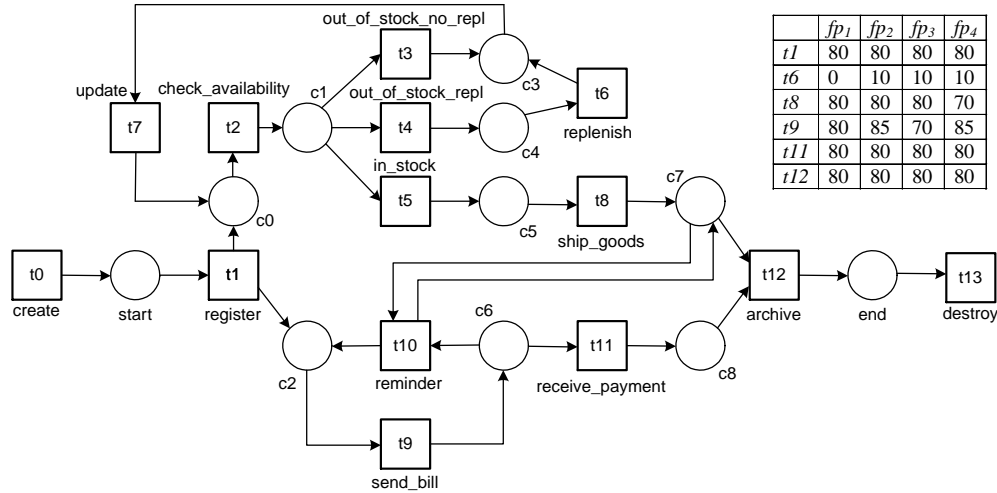 out_of_stock_no_repl
t3
c3
fp1 fp2 fp3 fp4
t1 80 80 80 80
t6 0 10 10 10
t8 80 80 80 70
t9 80 85 70 85
t11 80 80 80 80
t12 80 80 80 80
update
t7
check_availability
t2
c1
out_of_stock_repl
t4
c4
t6
replenish
in_stock
t5
c5
t8
ship_goods
c7
c0
t0
create
start
t1
register
t12
archive
end
t13
destroy
c2
t10
reminder
c6
t11
receive_payment
c8
t9
send_bill